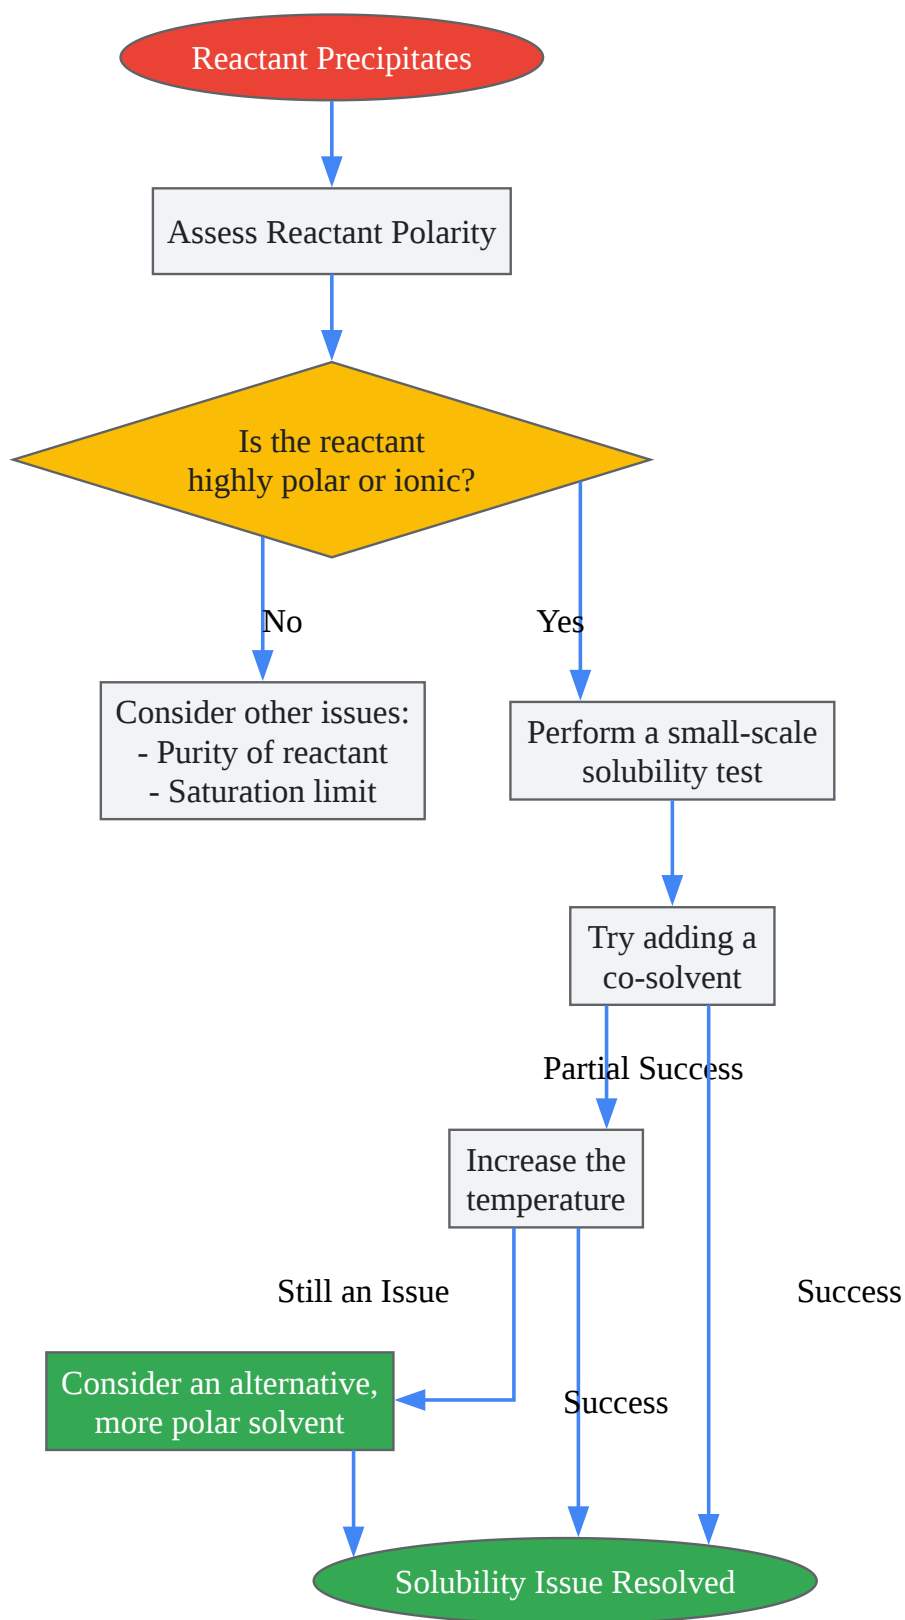 Reactant Precipitates
Assess Reactant Polarity
Is the reactant
highly polar or ionic?
No
Yes
Consider other issues:
- Purity of reactant
- Saturation limit
Perform a small-scale
solubility test
Try adding a
co-solvent
Partial Success
Increase the
temperature
Still an Issue
Success
Consider an alternative,
more polar solvent
Success
Solubility Issue Resolved